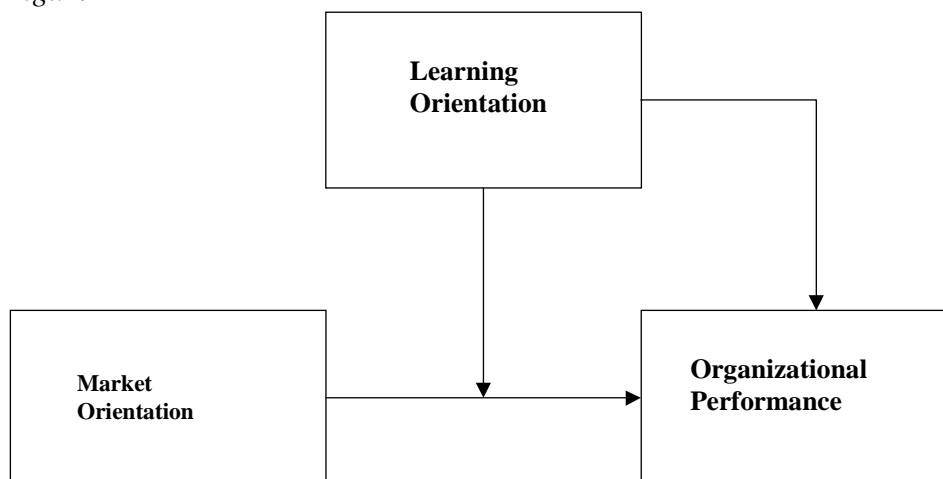 Learning
Orientation
Market
Orientation
Organizational
Performance